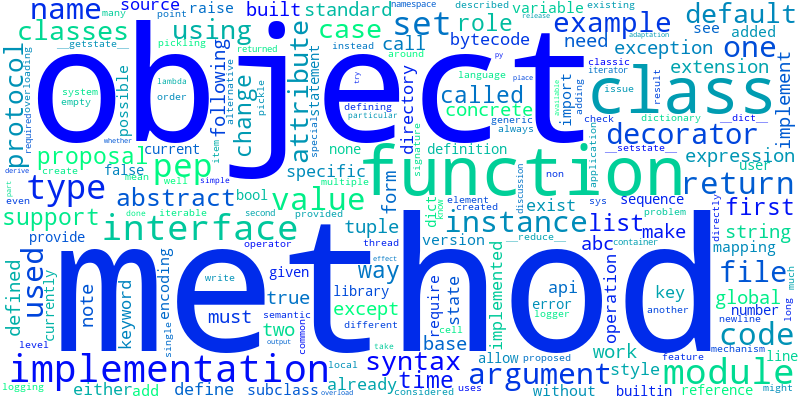 name
source
raise
built
standard
many
described
existing
variable
point
set
role
default
classes
using
case
call
bytecode
example
need
see
added
one
__getstate__
pickling
returned
instead
around
py
release
adaptation
exception
extension
protocol
requiredoverloading
object
attribute
specialstatement
language
place
try
lambda
system
empty
order
possible
following
alternative
change
pickle
defining
particular
called
concrete
directory
import
classic
iterator
adding
class
issue
result
implement
whether
current
item
generic
always
check
dictionary
__dict__
available
application
proposal
pep
false
none
definition
signature
function
decorator
__setstate__
expression
user
derive
create
mean
well
simple
specific
multiple
form
discussion
non
sys
return
type
abstract
bool
value
dict
know
element
created
exist
sequence
directly
first
part
even
done
iterable
second
provided
tuple
instance
list
make
problem
string
support
interface
version
__reduce__
abc
container
mapping
much
provide
operator
thread
effect
way
method
defined
currently
used
note
keyword
encoding
write
given
true
library
require
state
base
implemented
api
error
logger
operation
key
another
file
global
number
long
newline
must
semantic
common
except
different
cell
code
level
single
two
output
local
take
syntax
time
allow
proposed
work
feature
mechanism
line
implementation
argument
style
module
logging
either
add
define
subclass
overload
already
considered
uses
without
builtin
reference
might